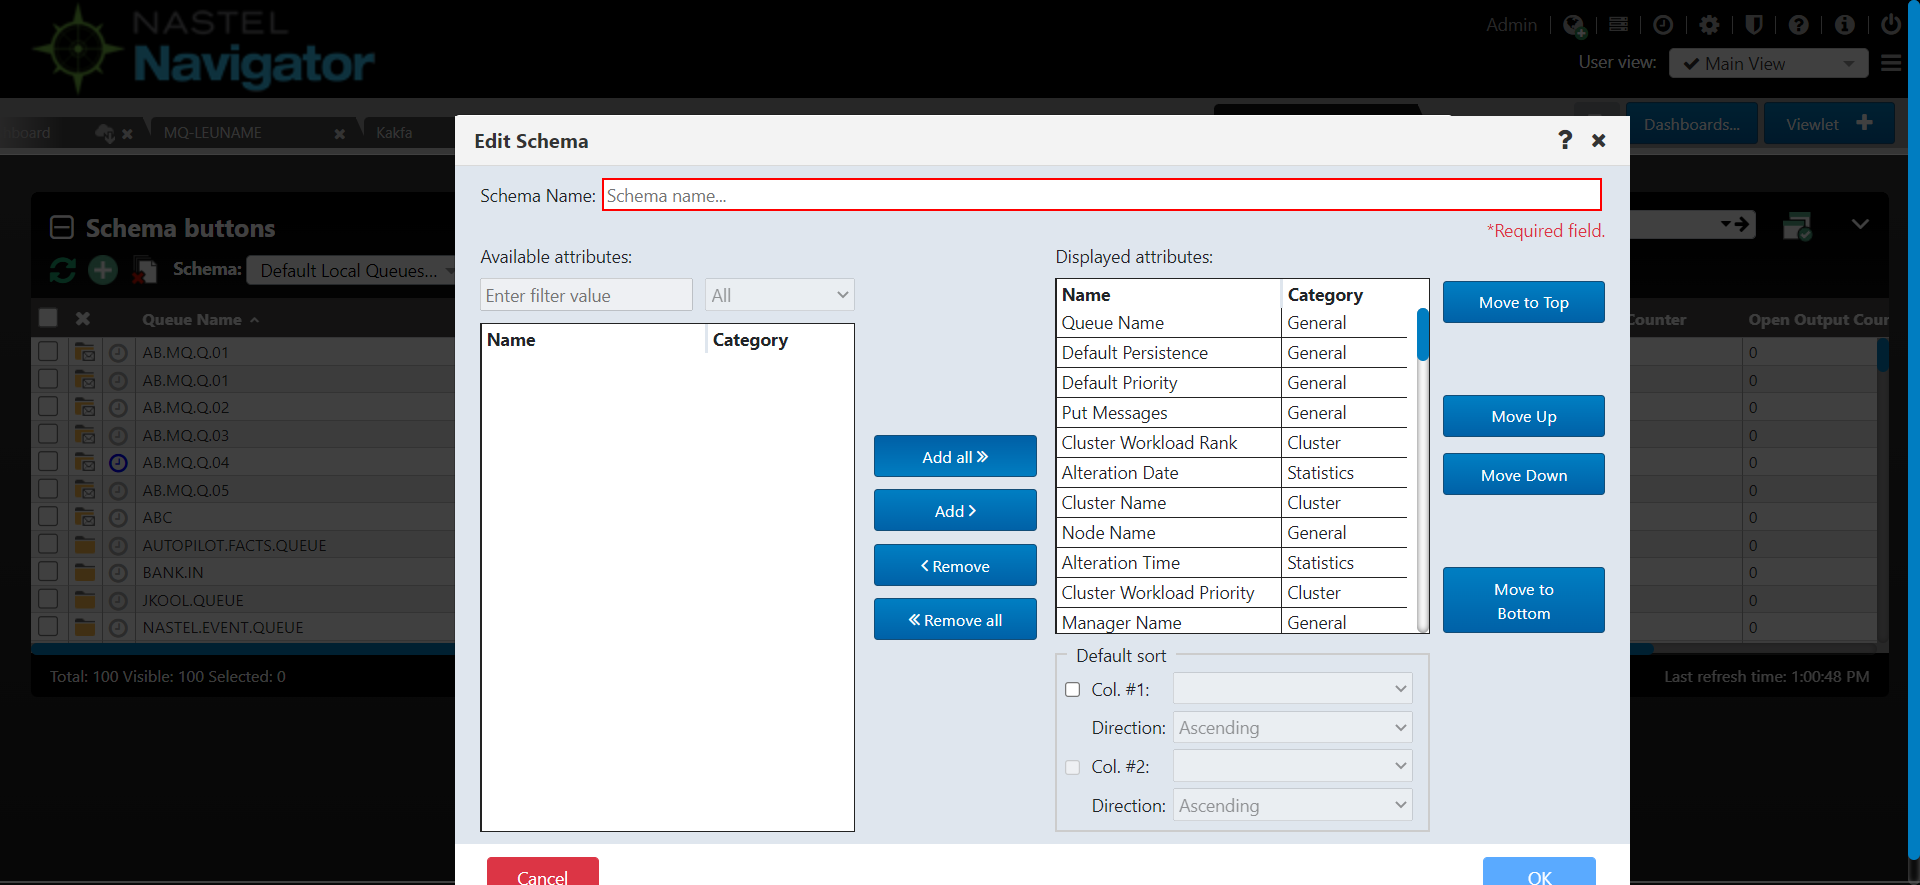 NASTEL
Navigator
Admin
User view:
Main View
board
MQ-LEUNAME
Kakfa
Dashboards...
Viewlet
Edit Schema
?
Schema Name:
Schema name...
*Required field.
Schema buttons
Schema:
Default Local Queues...
Available attributes:
Displayed attributes:
Enter filter value
All
Name
Category
Name
Category
Queue Name
General
Default Persistence
General
Default Priority
General
Put Messages
General
Cluster Workload Rank
Cluster
Alteration Date
Statistics
Cluster Name
Cluster
Node Name
General
Alteration Time
Statistics
Cluster Workload Priority
Cluster
Manager Name
General
Move to Top
Move Up
Move Down
Move to
Bottom
Add all
Add
Remove
Remove all
Queue Name
Counter
Open Output Cour
AB.MQ.Q.01
0
AB.MQ.Q.01
0
AB.MQ.Q.02
0
AB.MQ.Q.03
0
AB.MQ.Q.04
0
AB.MQ.Q.05
0
ABC
0
AUTOPILOT.FACTS.QUEUE
0
BANK.IN
0
JKOOL.QUEUE
0
NASTEL.EVENT.QUEUE
0
Default sort
Col. #1:
Direction:
Ascending
Col. #2:
Direction:
Ascending
Total: 100 Visible: 100 Selected: 0
Last refresh time: 1:00:48 PM
Cancel
OK